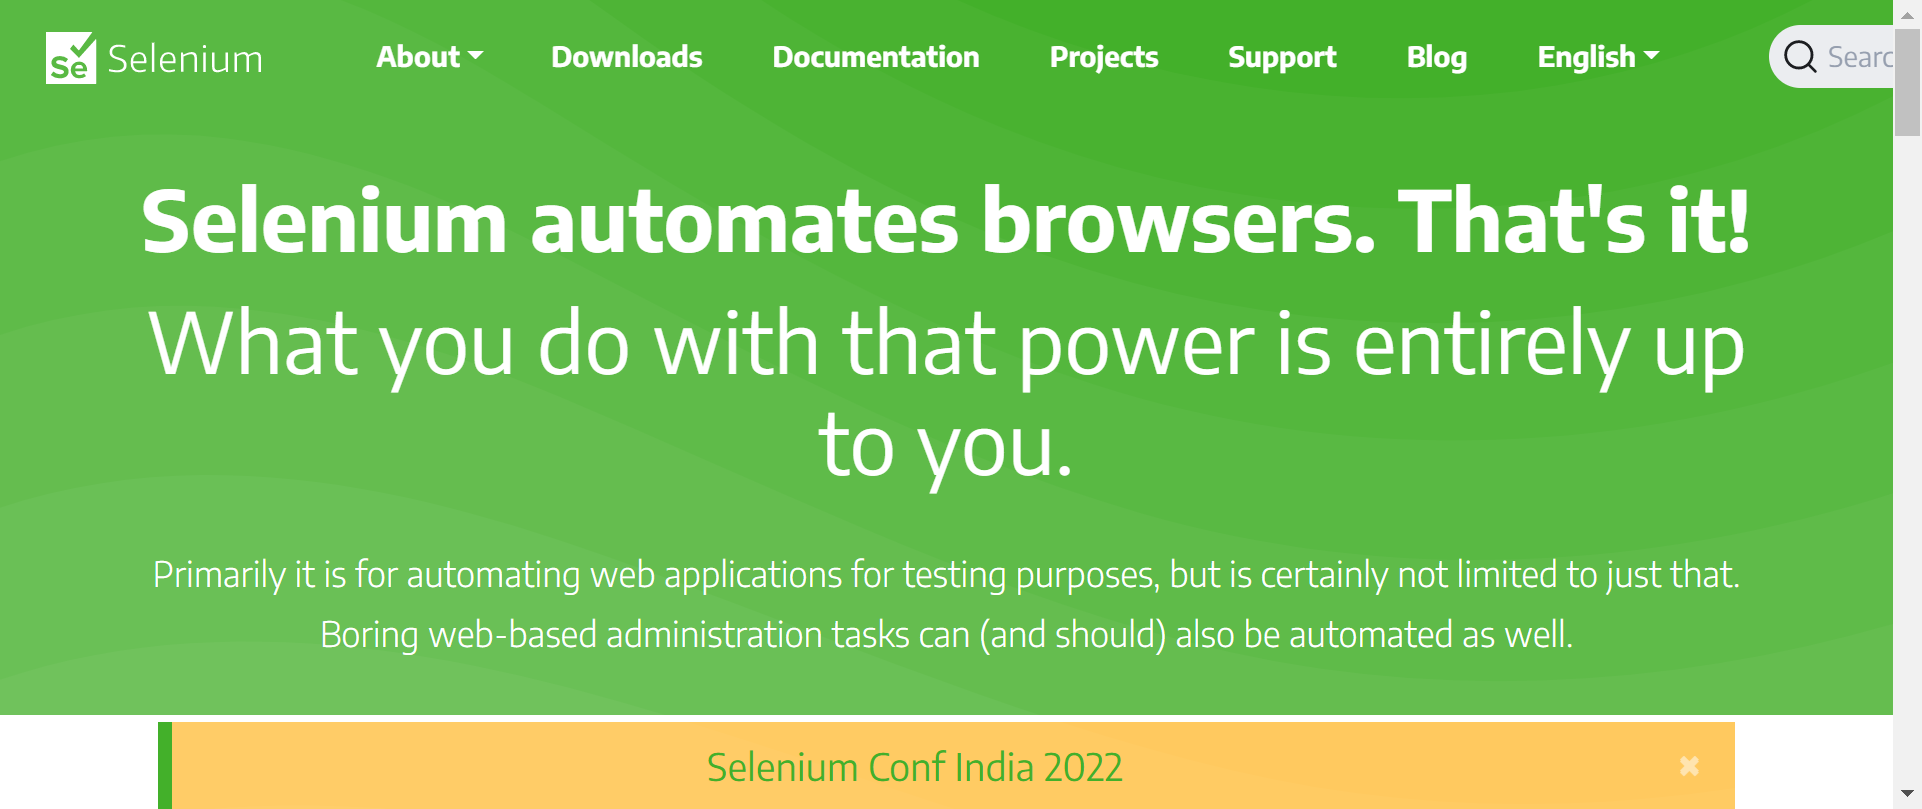 Se Selenium
About
Downloads
Documentation
Projects
Support
Blog
English
Searc
Selenium automates browsers. That's it!
What you do with that power is entirely up
to you.
Primarily it is for automating web applications for testing purposes, but is certainly not limited to just that.
Boring web-based administration tasks can (and should) also be automated as well.
Selenium Conf India 2022